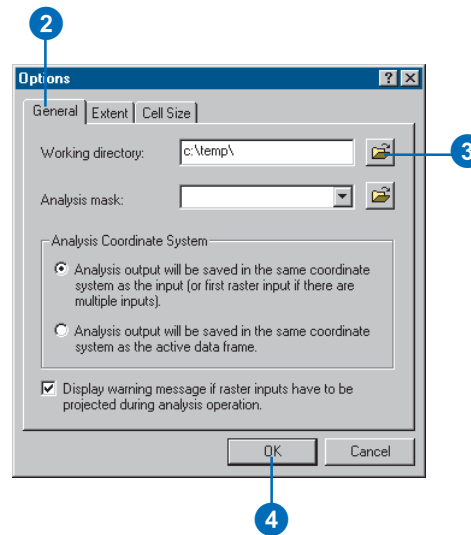 2
Options
General Extent Cell Size
Working directory: c:\temp\
3
Analysis mask:
Analysis Coordinate System
Analysis output will be saved in the same coordinate
system as the input (or first raster input if there are
multiple inputs).
Analysis output will be saved in the same coordinate
system as the active data frame.
Display warning message if raster inputs have to be
projected during analysis operation.
OK Cancel
4